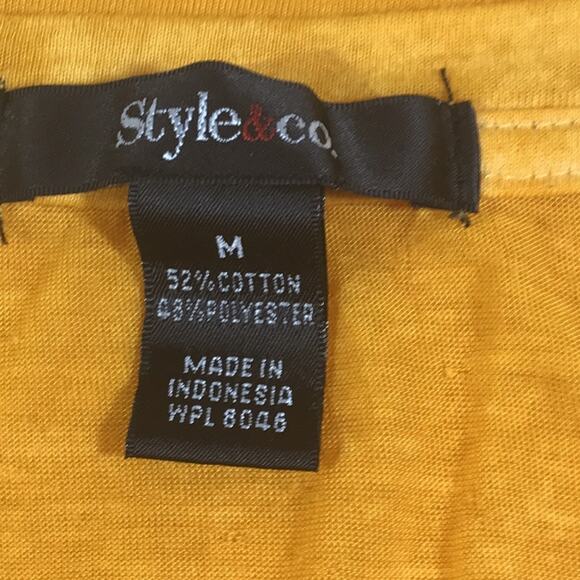 Style&co.
M
52% COTTON
48% POLYESTER
MADE IN
INDONESIA
WPL 8046